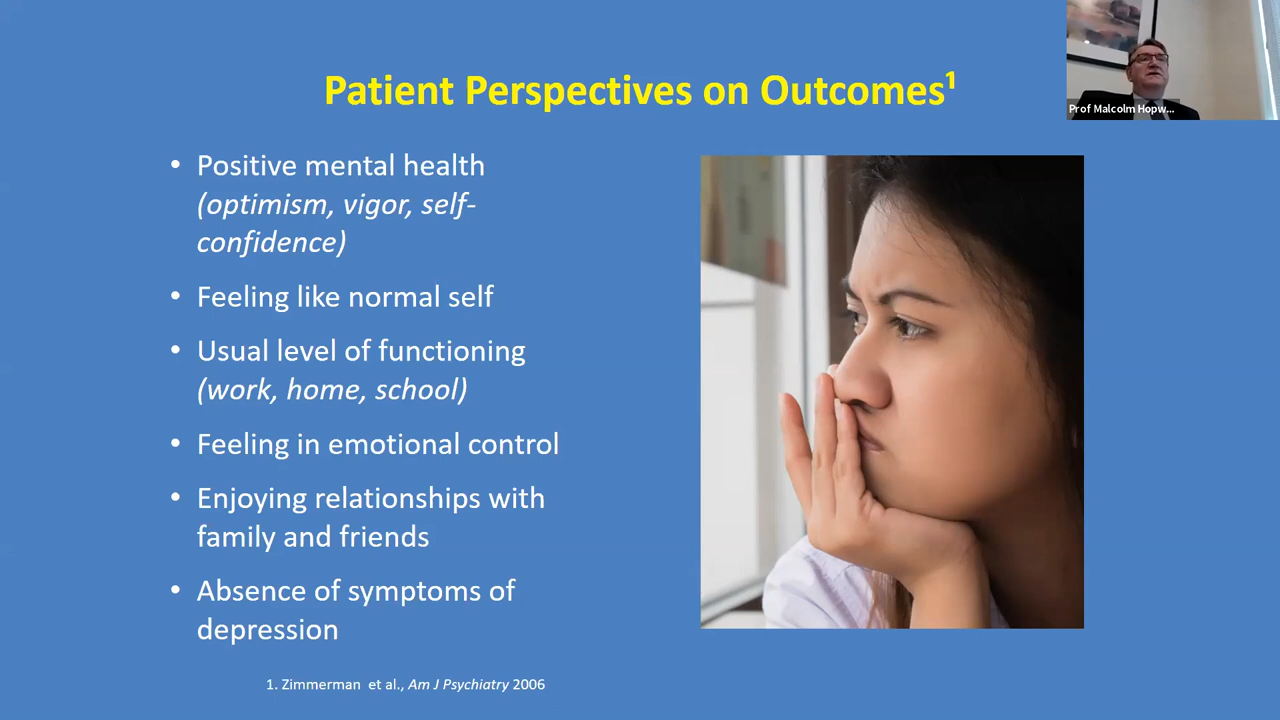 Patient Perspectives on Outcomes¹
Prof Malcolm Hopw...
• Positive mental health
(optimism, vigor, self-
confidence)
• Feeling like normal self
• Usual level of functioning
(work, home, school)
• Feeling in emotional control
• Enjoying relationships with
family and friends
• Absence of symptoms of
depression
1. Zimmerman et al., Am J Psychiatry 2006